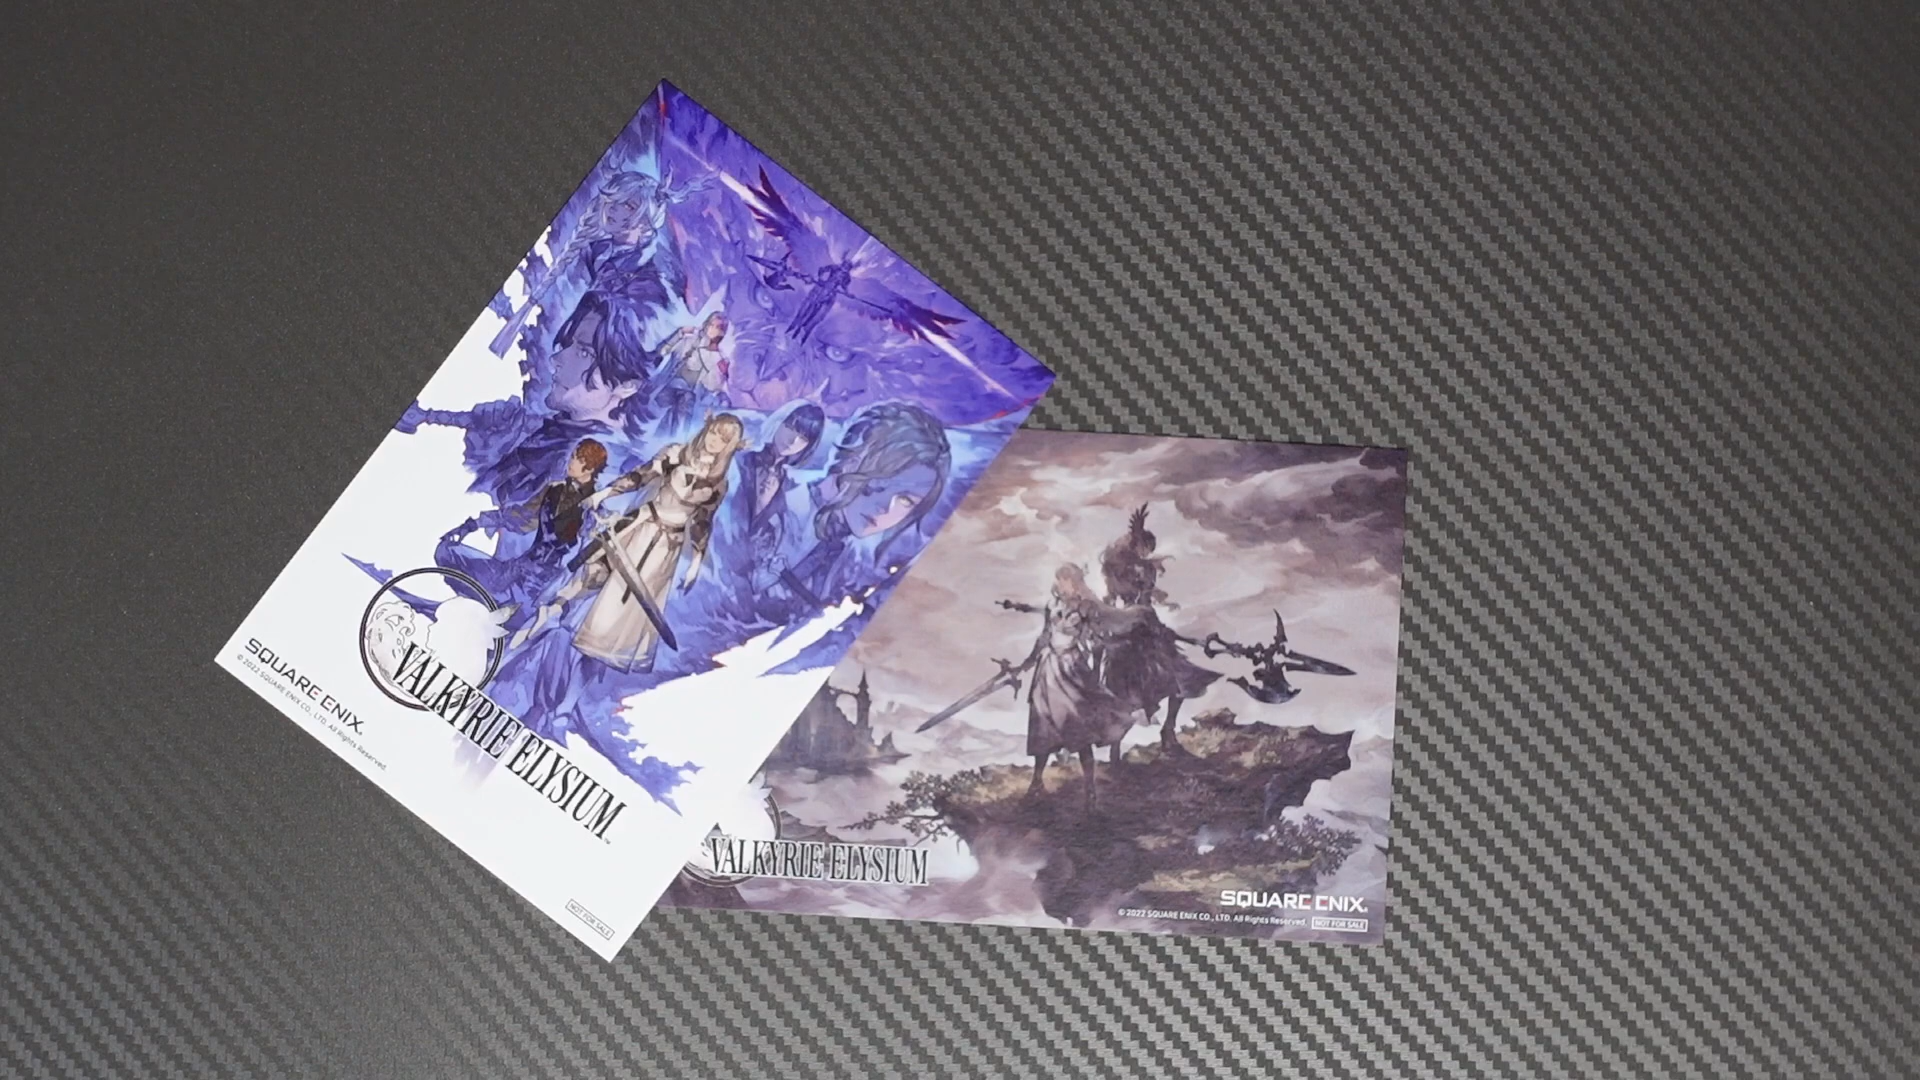 VALKYRIE ELYSIUM™
SQUARE ENIX.
© 2022 SQUARE ENIX CO., LTD. All Rights Reserved.
NOT FOR SALE
VALKYRIE ELYSIUM
SQUARE ENIX.
© 2022 SQUARE ENIX CO., LTD. All Rights Reserved.
NOT FOR SALE